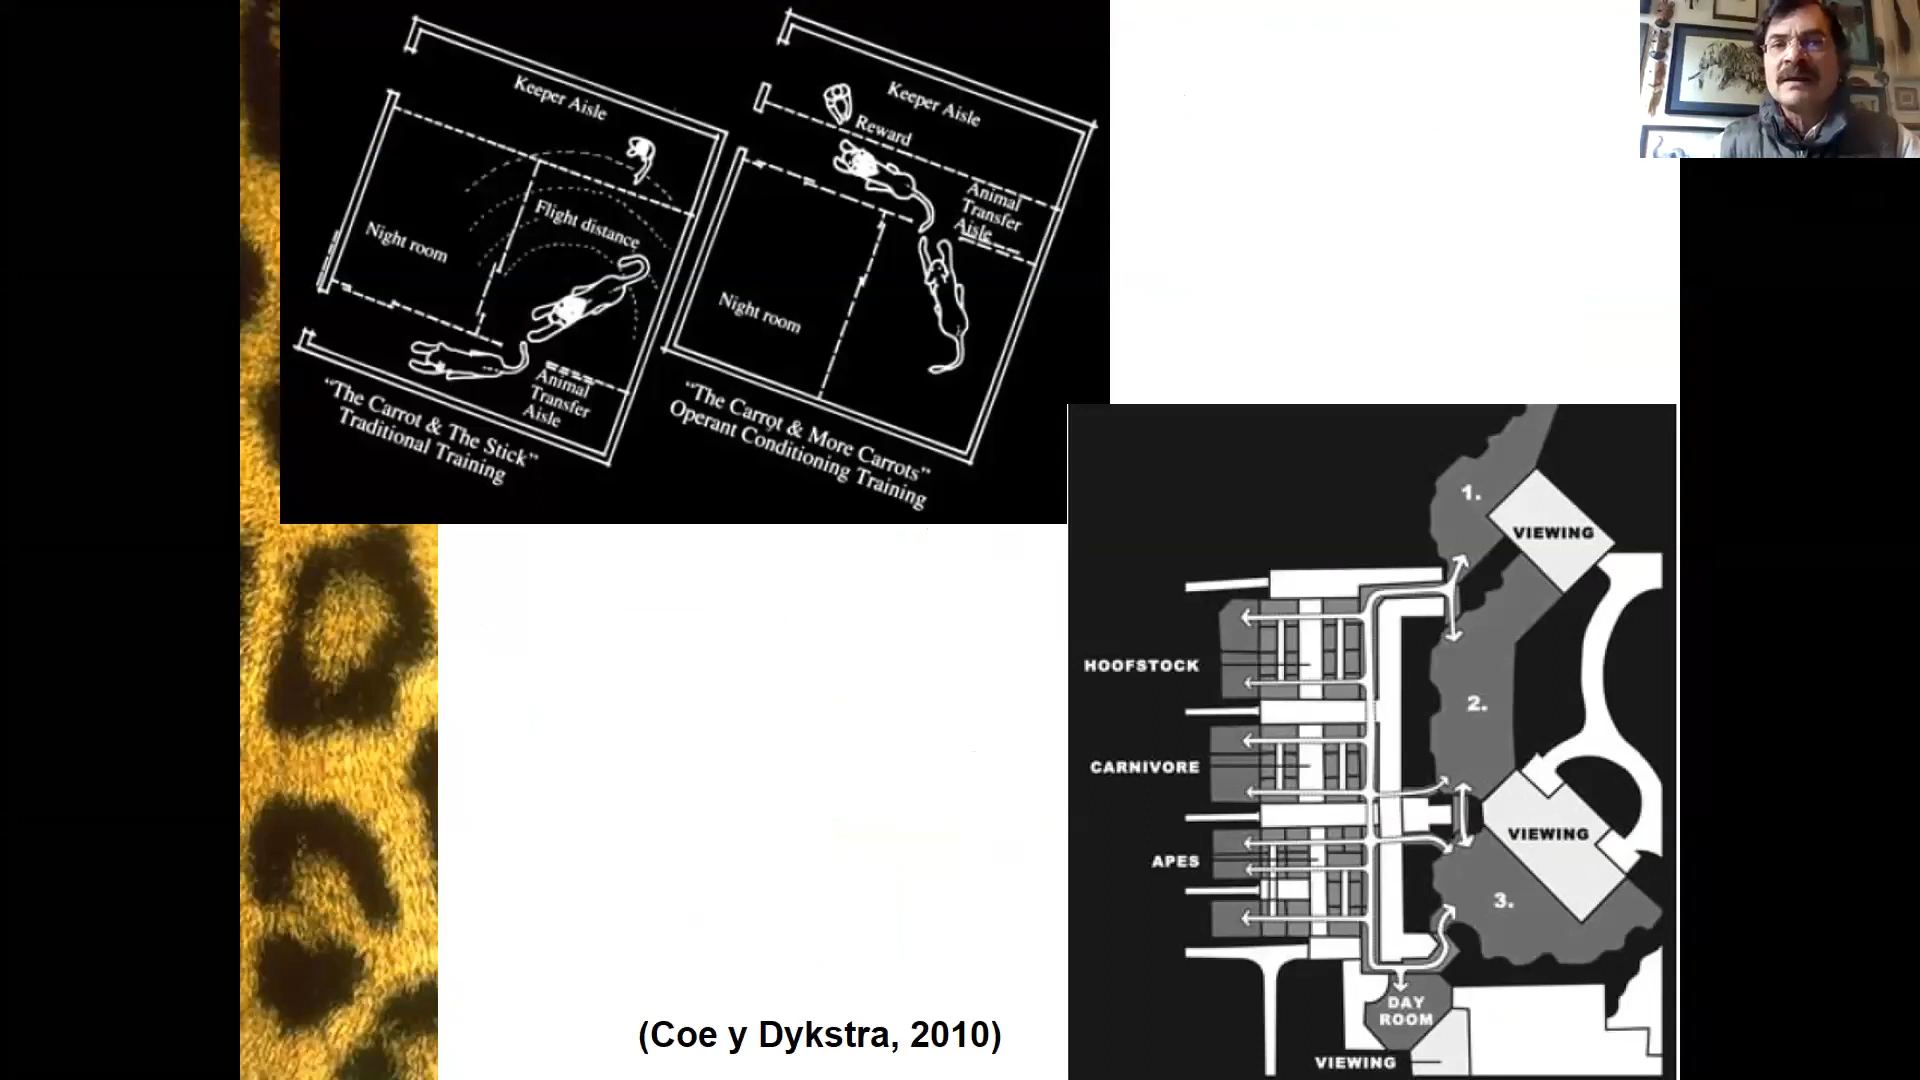 Keeper Aisle
Flight distance
Night room
Animal
Transfer
Aisle
“The Carrot & The Stick”
Traditional Training
Keeper Aisle
Reward
Animal
Transfer
Aisle
Night room
“The Carrot & More Carrots”
Operant Conditioning Training
1.
VIEWING
HOOFSTOCK
2.
CARNIVORE
VIEWING
APES
3.
DAY
ROOM
VIEWING
(Coe y Dykstra, 2010)